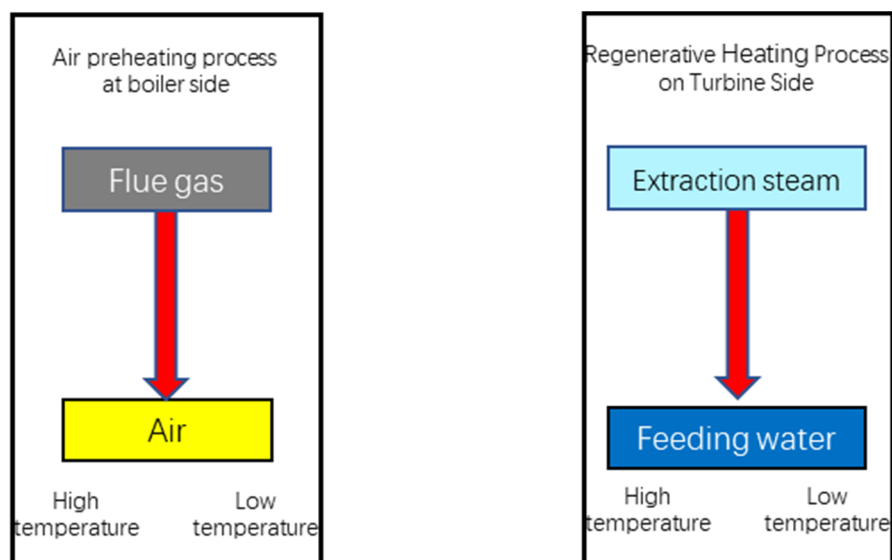 Air preheating process
at boiler side
Flue gas
Air
High
temperature
Low
temperature
Regenerative Heating Process
on Turbine Side
Extraction steam
Feeding water
High
temperature
Low
temperature